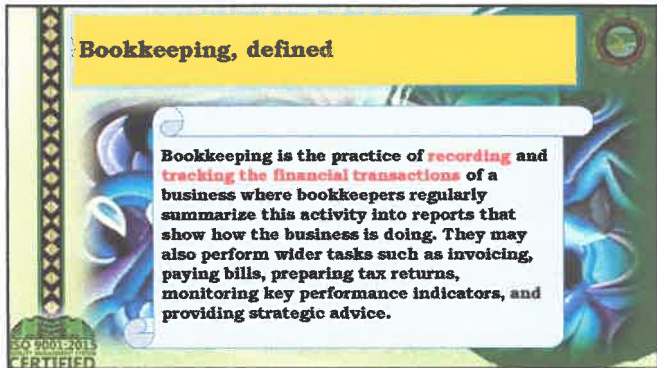 Bookkeeping, defined
Bookkeeping is the practice of recording and
tracking the financial transactions of a
business where bookkeepers regularly
summarize this activity into reports that
show how the business is doing. They may
also perform wider tasks such as invoicing,
paying bills, preparing tax returns,
monitoring key performance indicators, and
providing strategic advice.
ISO 9001:2015
CERTIFIED